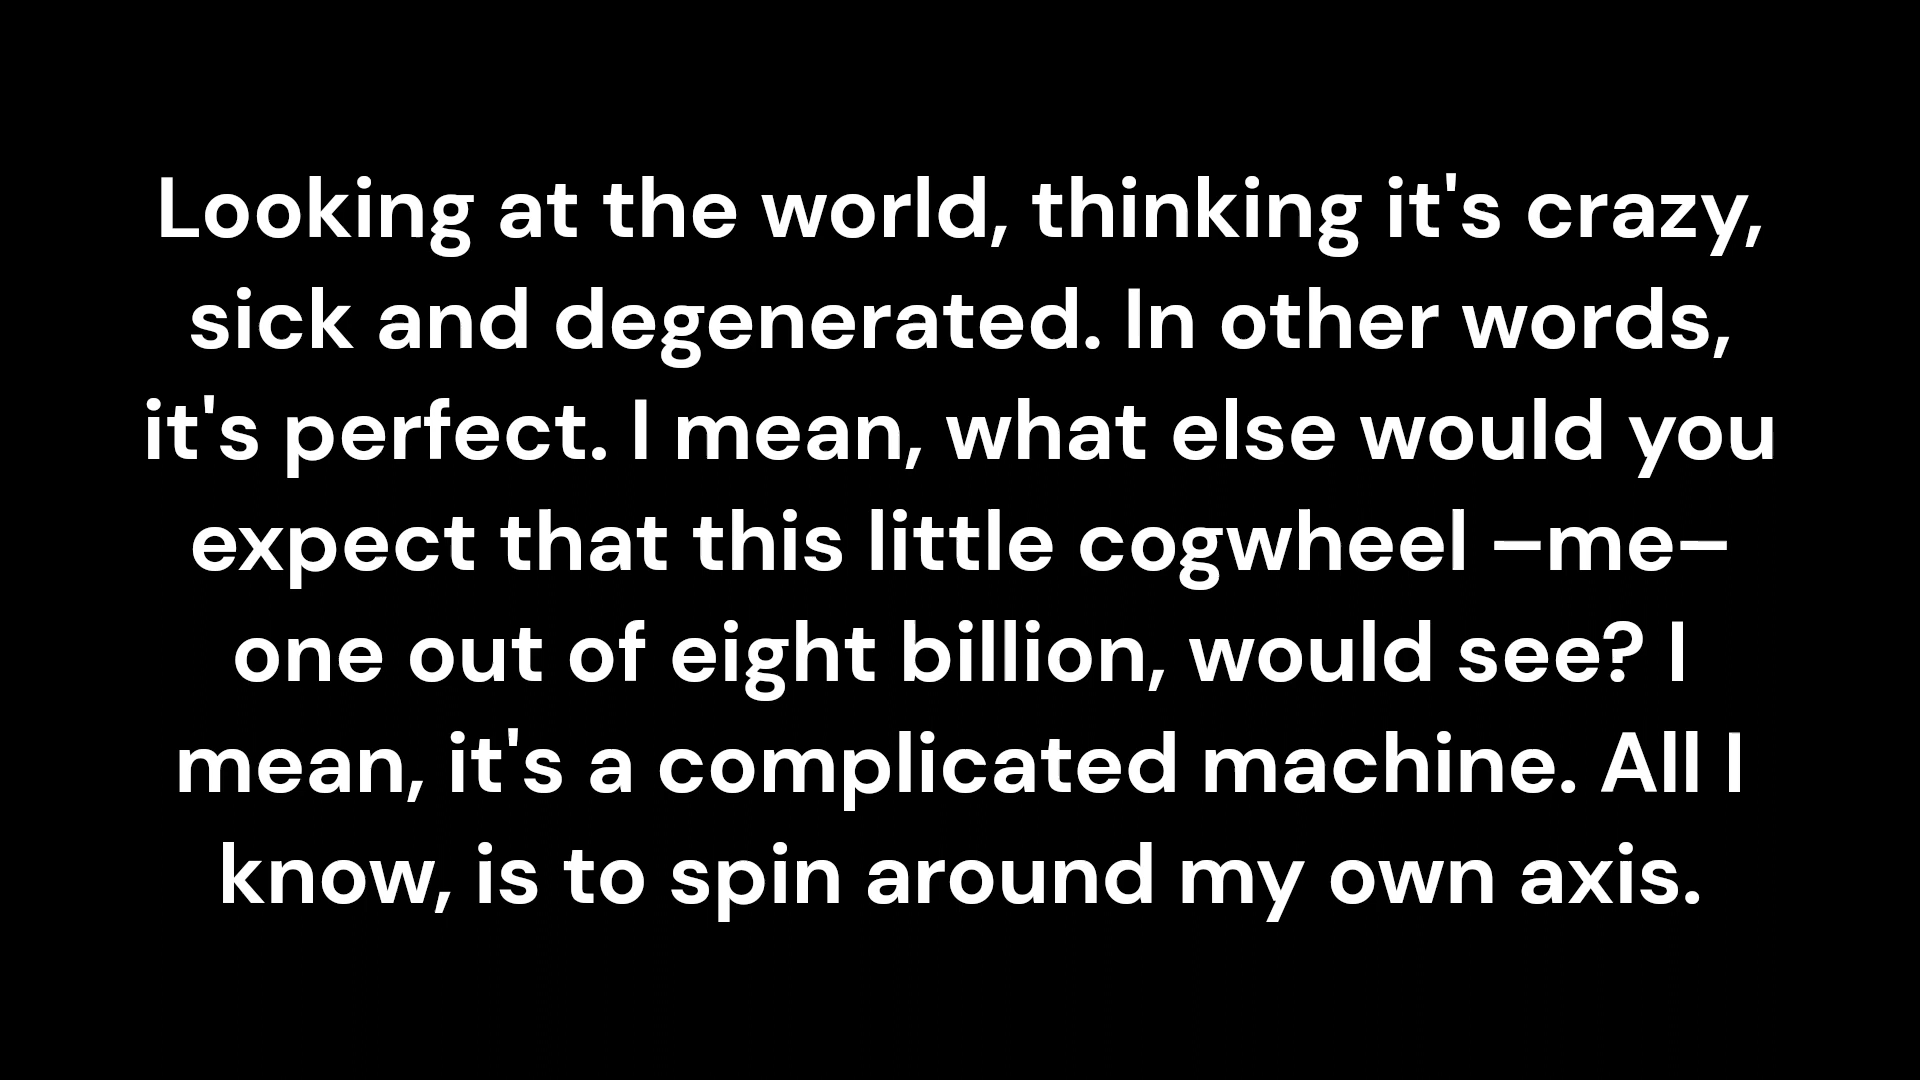 Looking at the world, thinking it's crazy,
sick and degenerated. In other words,
it's perfect. I mean, what else would you
expect that this little cogwheel –me–
one out of eight billion, would see? I
mean, it's a complicated machine. All I
know, is to spin around my own axis.